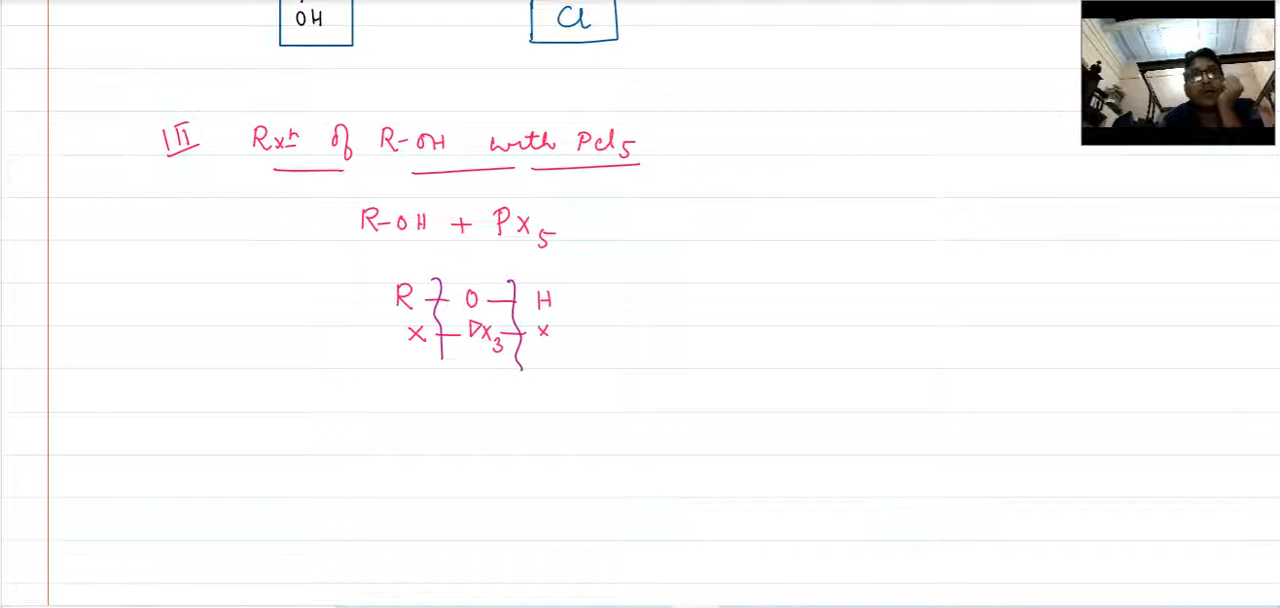 OH Cl
III Rxn of R-OH with PCl5
R-OH + PX5
R O H
X PX3 X